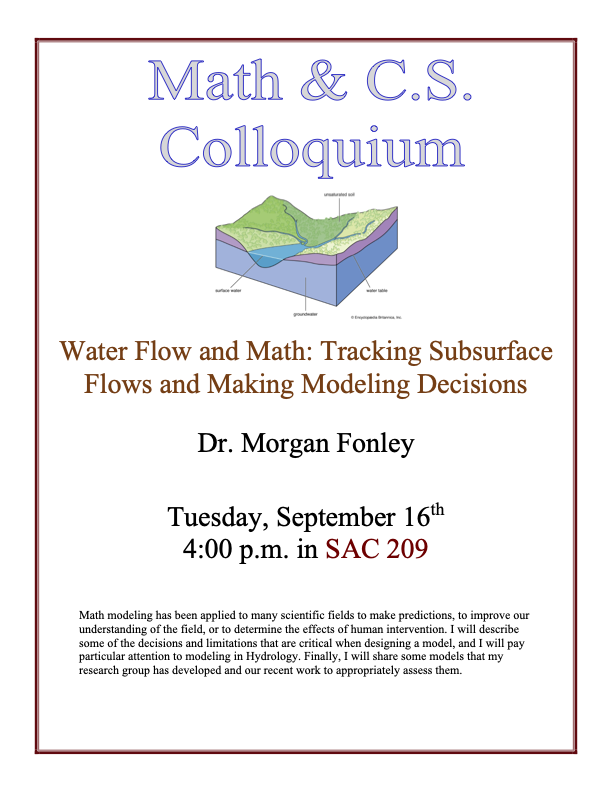 Math & C.S.
Colloquium
unsaturated soil
surface water
water table
groundwater
© Encyclopædia Britannica, Inc.
Water Flow and Math: Tracking Subsurface
Flows and Making Modeling Decisions
Dr. Morgan Fonley
Tuesday, September 16th
4:00 p.m. in SAC 209
Math modeling has been applied to many scientific fields to make predictions, to improve our
understanding of the field, or to determine the effects of human intervention. I will describe
some of the decisions and limitations that are critical when designing a model, and I will pay
particular attention to modeling in Hydrology. Finally, I will share some models that my
research group has developed and our recent work to appropriately assess them.